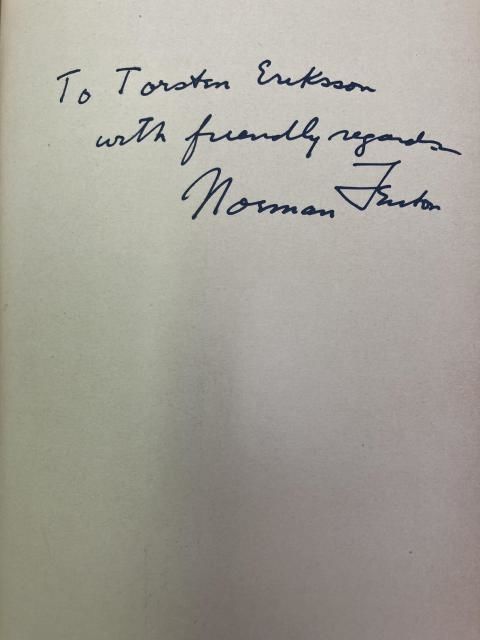 To Torsten Eriksson
with friendly regards
Norman Fenton